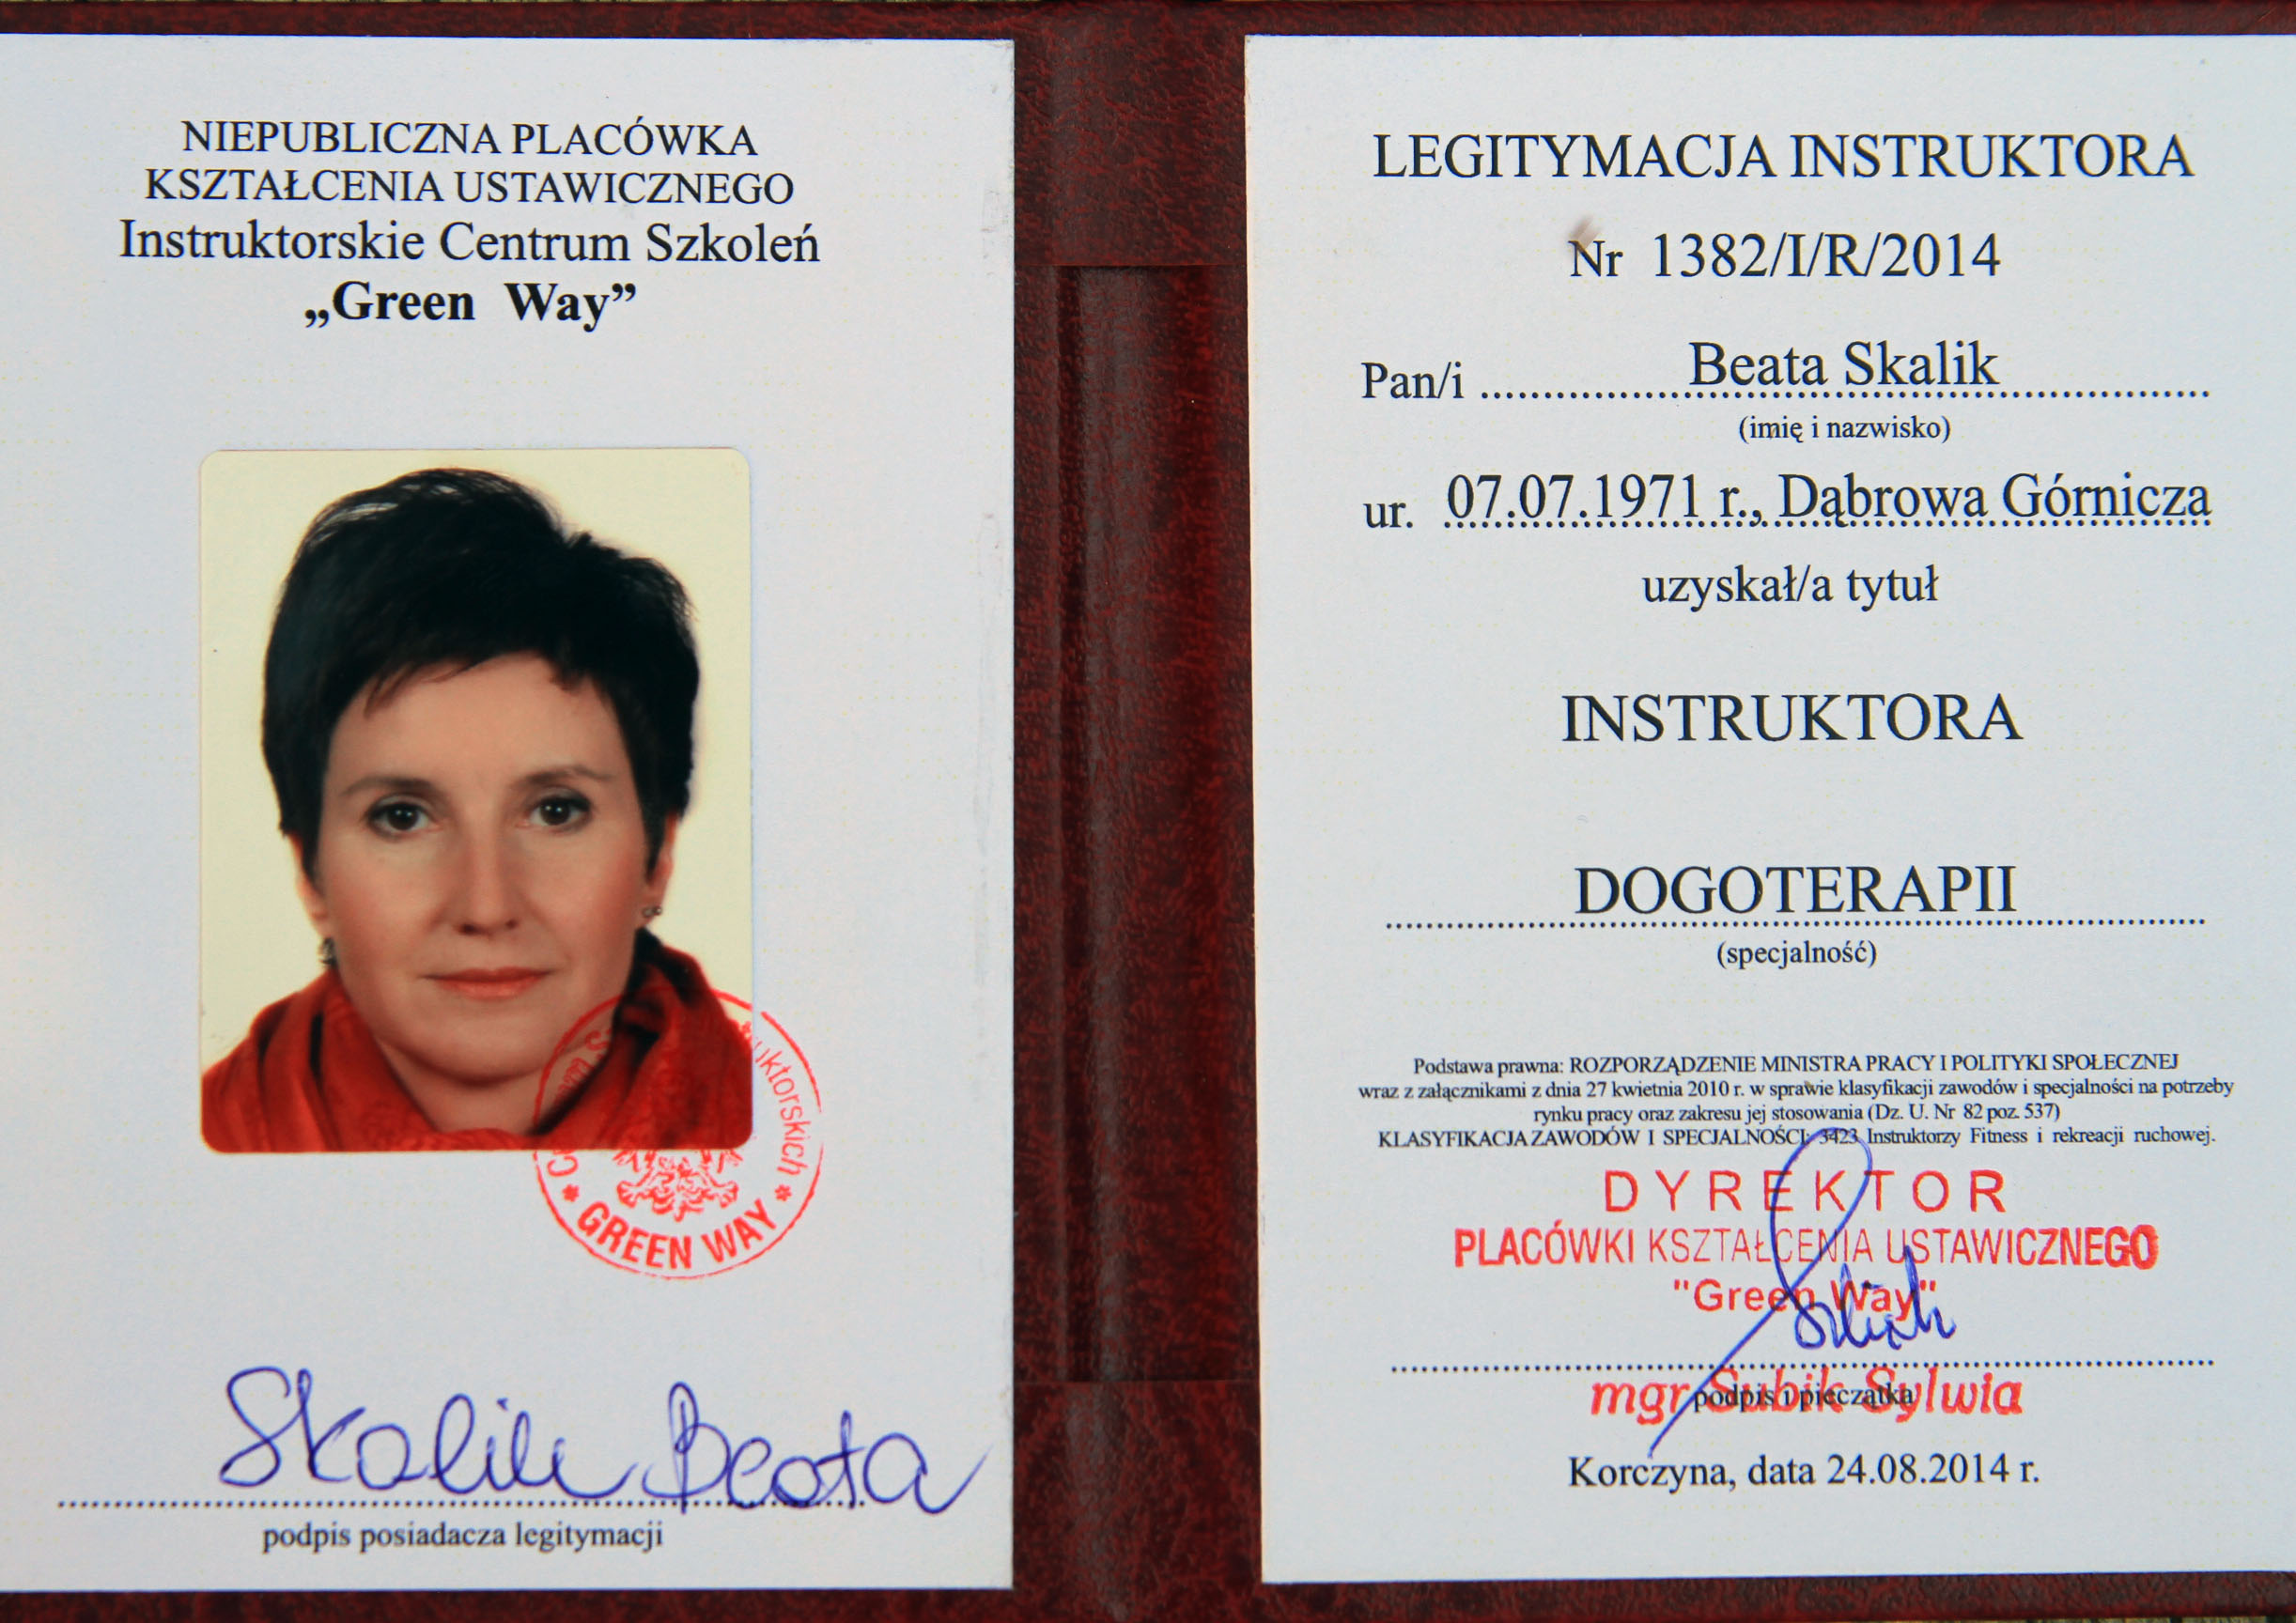 NIEPUBLICZNA PLACÓWKA
KSZTAŁCENIA USTAWICZNEGO
Instruktorskie Centrum Szkoleń
„Green Way”
uktorskich
* GREEN WAY *
Skalik Beata
podpis posiadacza legitymacji
LEGITYMACJA INSTRUKTORA
Nr 1382/I/R/2014
Pan/i Beata Skalik
(imię i nazwisko)
ur. 07.07.1971 r., Dąbrowa Górnicza
uzyskał/a tytuł
INSTRUKTORA
DOGOTERAPII
(specjalność)
Podstawa prawna: ROZPORZĄDZENIE MINISTRA PRACY I POLITYKI SPOŁECZNEJ
wraz z załącznikami z dnia 27 kwietnia 2010 r. w sprawie klasyfikacji zawodów i specjalności na potrzeby
rynku pracy oraz zakresu jej stosowania (Dz. U. Nr 82 poz. 537)
KLASYFIKACJA ZAWODÓW I SPECJALNOŚCI: 3423 Instruktorzy Fitness i rekreacji ruchowej.
DYREKTOR
PLACÓWKI KSZTAŁCENIA USTAWICZNEGO
"Green Way"
mgr Subik Sylwia
podpis i pieczątka
Korczyna, data 24.08.2014 r.